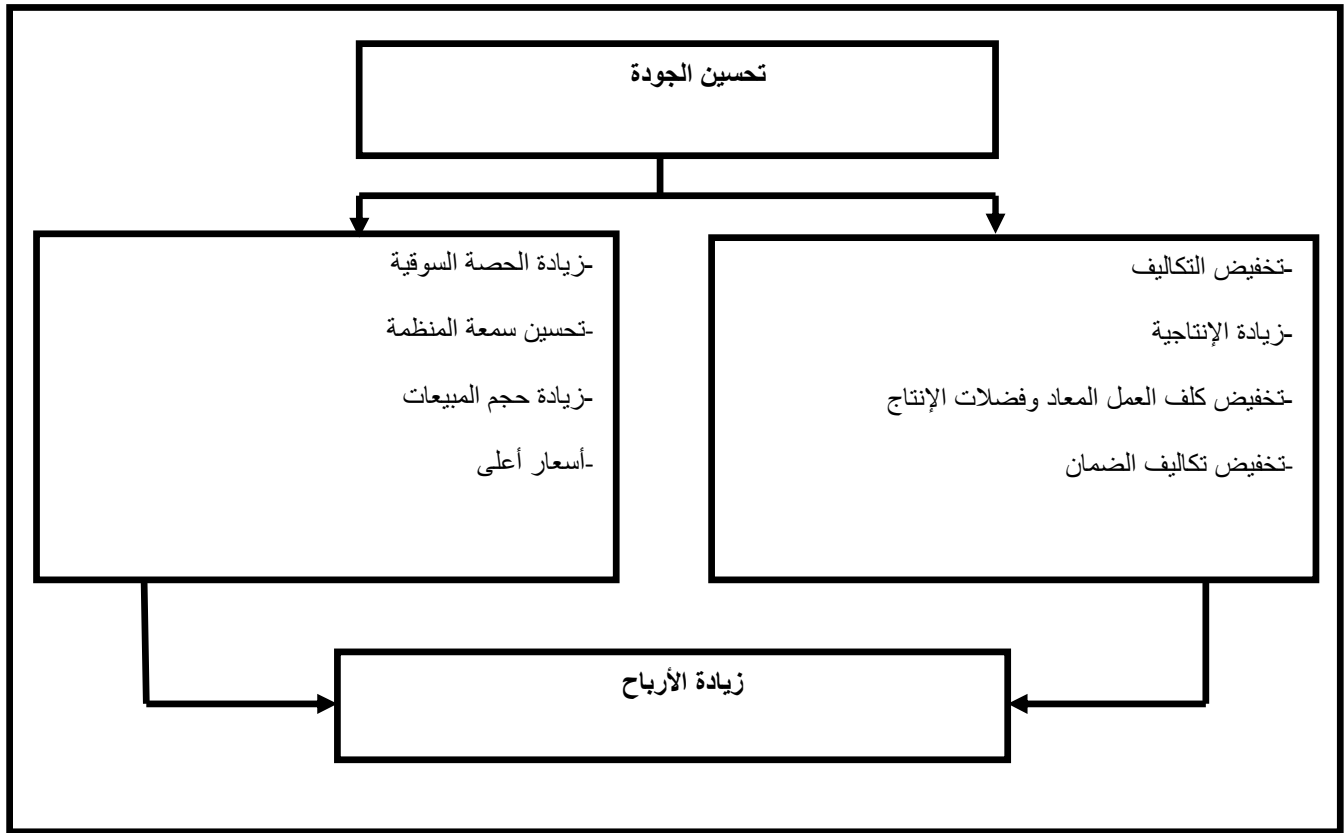 تحسين الجودة
-تخفيض التكاليف
-زيادة الإنتاجية
-تخفيض كلف العمل المعاد وفضلات الإنتاج
-تخفيض تكاليف الضمان
-زيادة الحصة السوقية
-تحسين سمعة المنظمة
-زيادة حجم المبيعات
-أسعار أعلى
زيادة الأرباح